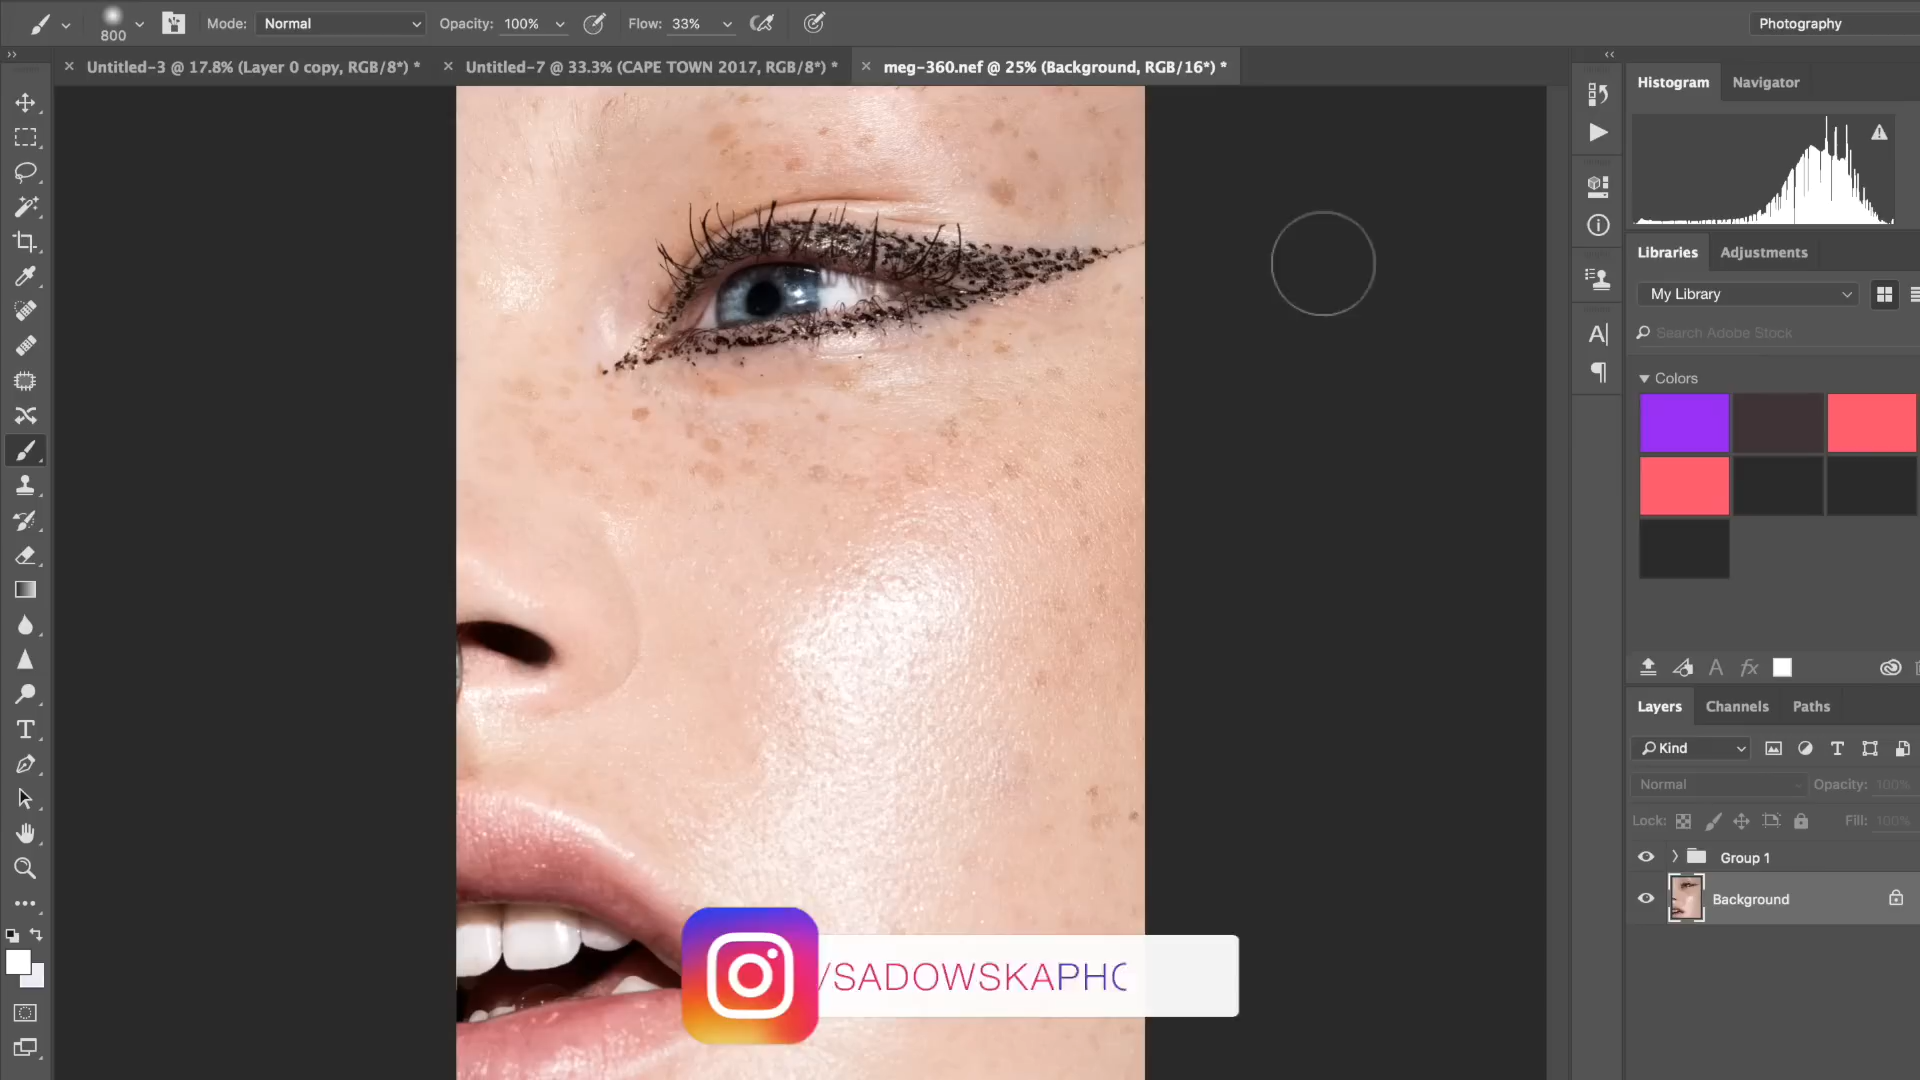 800
Mode: Normal
Opacity: 100%
Flow: 33%
Photography
Untitled-3 @ 17.8% (Layer 0 copy, RGB/8*) *
Untitled-7 @ 33.3% (CAPE TOWN 2017, RGB/8*) *
meg-360.nef @ 25% (Background, RGB/16*) *
Histogram
Navigator
Libraries
Adjustments
My Library
Search Adobe Stock
Colors
Layers
Channels
Paths
Kind
Normal
Opacity: 100%
Lock:
Fill: 100%
Group 1
Background
/SADOWSKAPHO